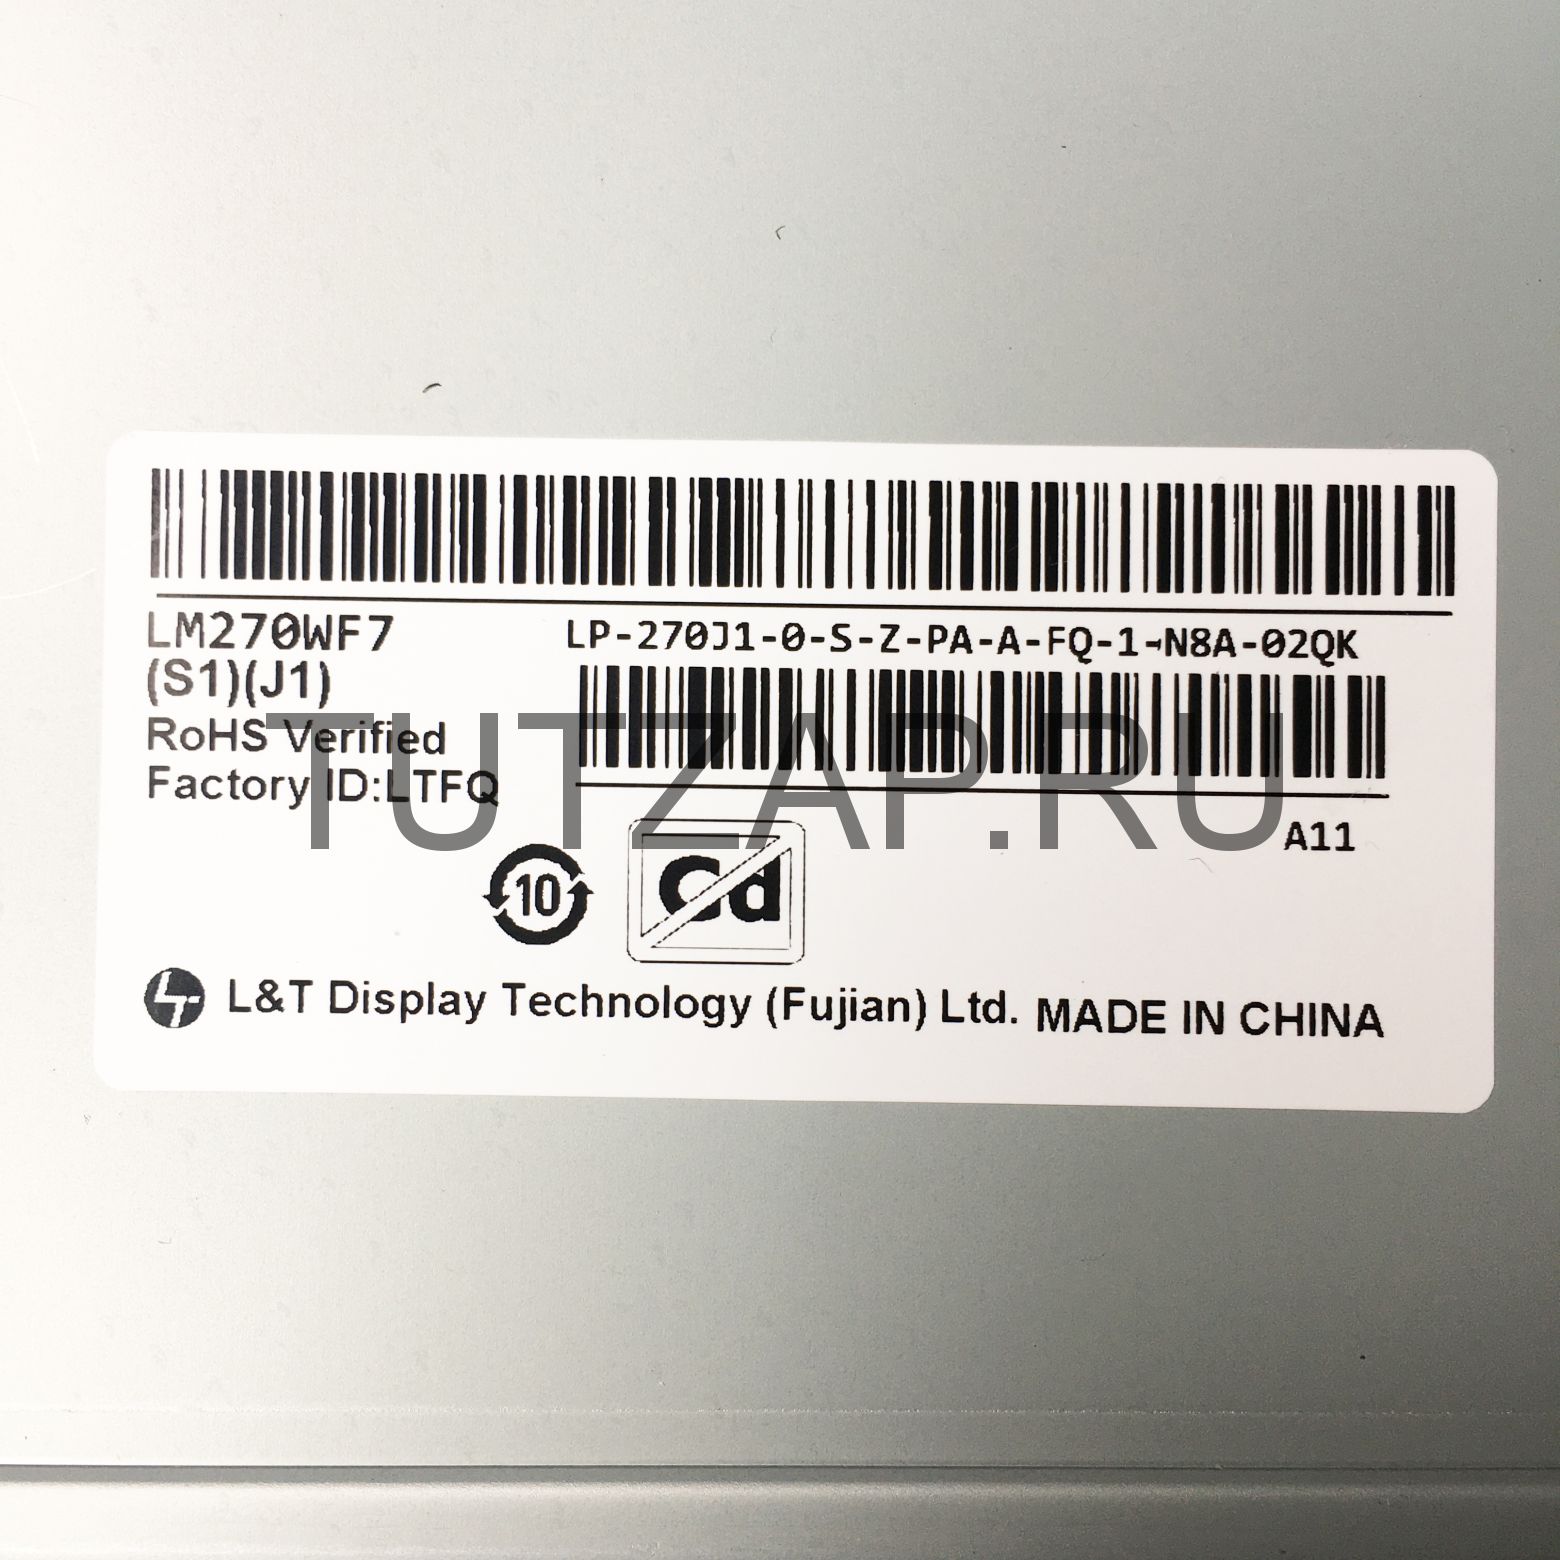 LM270WF7
(S1)(J1)
RoHS Verified
Factory ID:LTFQ
LP-270J1-0-S-Z-PA-A-FQ-1-N8A-02QK
A11
TUTZAP.RU
10
Cd
LT
L&T Display Technology (Fujian) Ltd. MADE IN CHINA